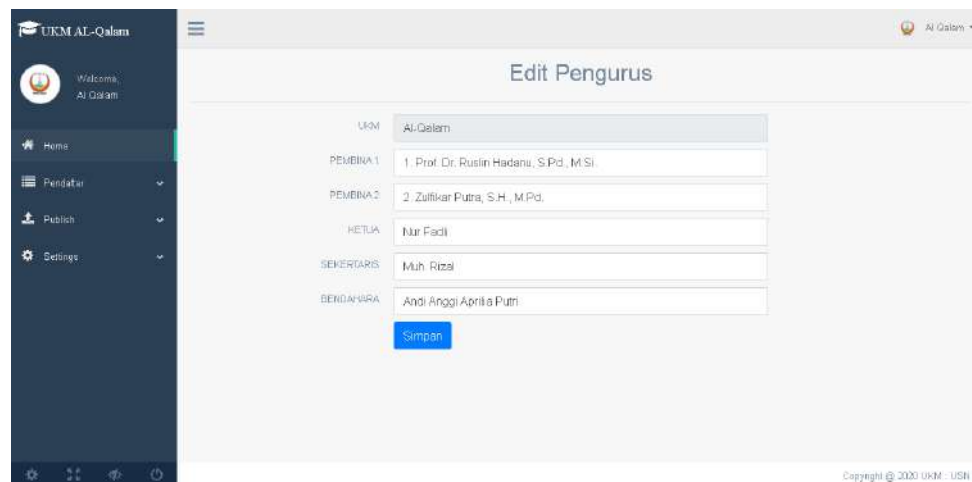 UKM AL-Qalam
Al Qalam
Welcome,
Al Qalam
Edit Pengurus
UKM
Al-Qalam
Home
PEMBINA 1
1. Prof. Dr. Ruslin Hadanu, S.Pd., M.Si.
Pendatar
PEMBINA 2
2. Zulfikar Putra, S.H., M.Pd.
Publish
KETUA
Nur Fadli
Settings
SEKERTARIS
Muh. Rizal
BENDAHARA
Andi Anggi Aprilia Putri
Simpan
Copyright @ 2020 UKM : USN